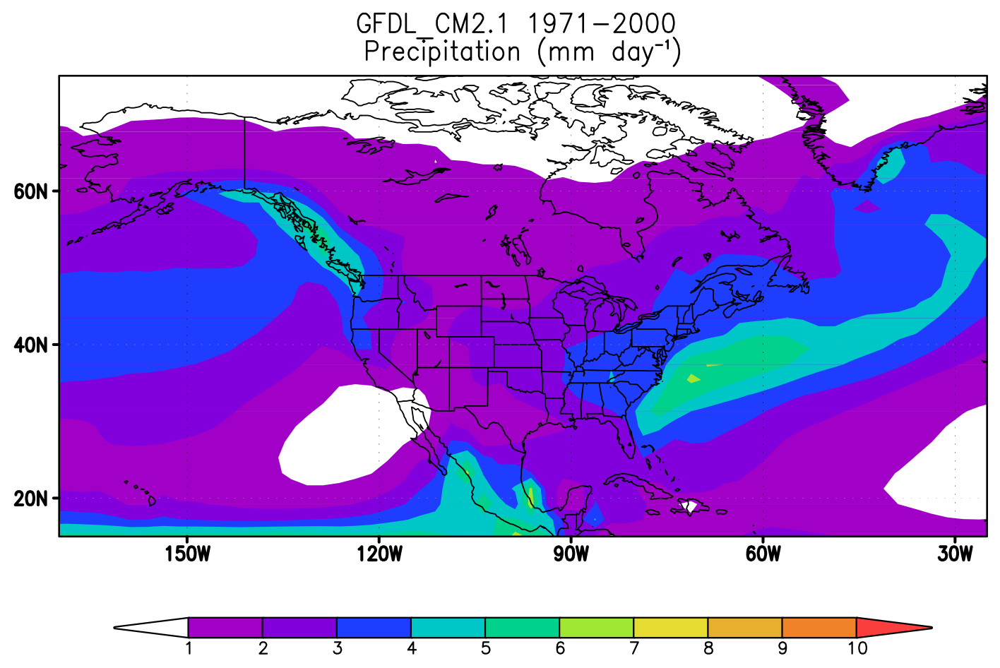 GFDL_CM2.1 1971−2000
Precipitation (mm day⁻¹)
60N
40N
20N
150W 120W 90W 60W 30W
1 2 3 4 5 6 7 8 9 10